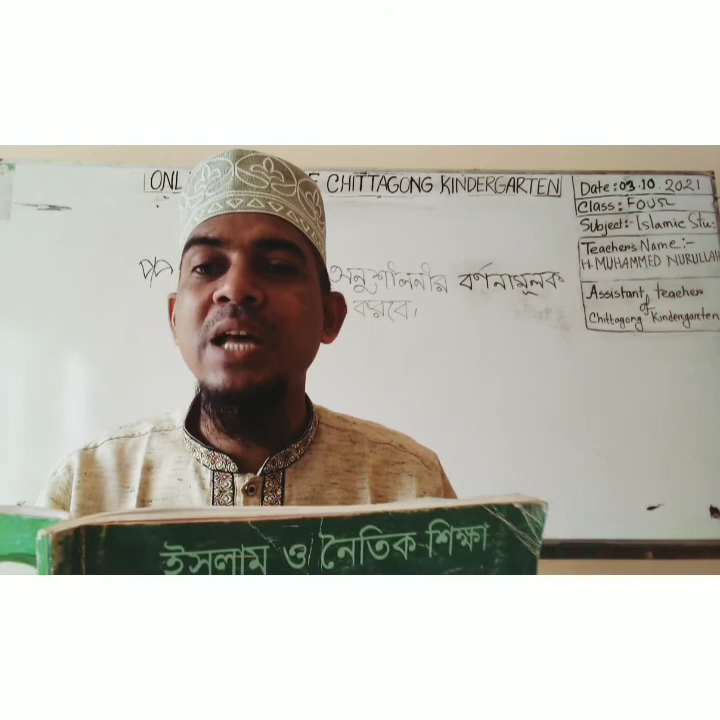 ONL CHITTAGONG KINDERGARTEN
Date: 03.10.2021
Class: FOUR
Subject:- Islamic Stu:
Teachers Name:-
H. MUHAMMED NURULLAH
Assistant teacher
of
Chittagong Kindergarten
অনুশীলনীর বর্ণনামূলক
করবে।
ইসলাম ও নৈতিক শিক্ষা